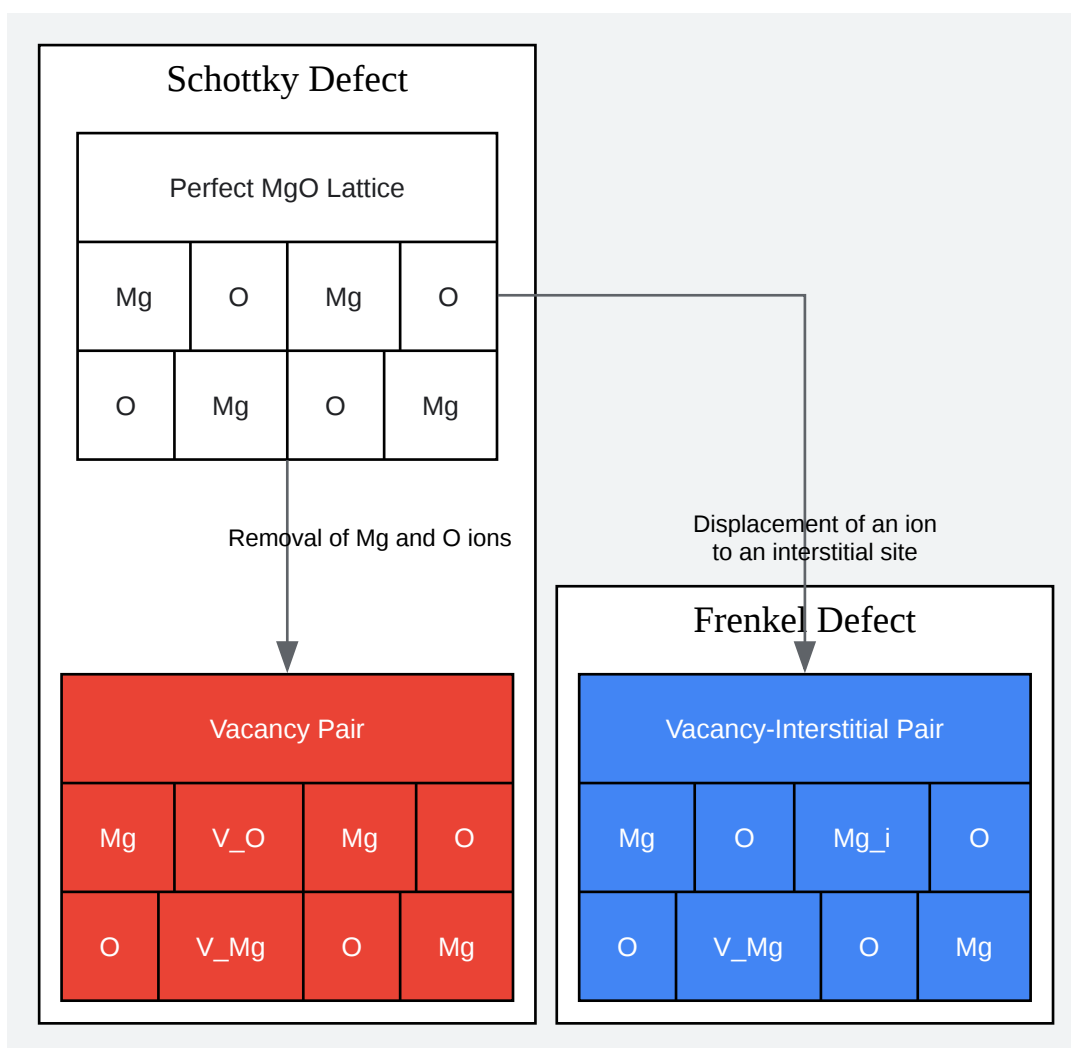 Schottky Defect
Perfect MgO Lattice
Mg O Mg O
O Mg O Mg
Removal of Mg and O ions
Displacement of an ion
to an interstitial site
Frenkel Defect
Vacancy Pair
Mg V_O Mg O
O V_Mg O Mg
Vacancy-Interstitial Pair
Mg O Mg_i O
O V_Mg O Mg